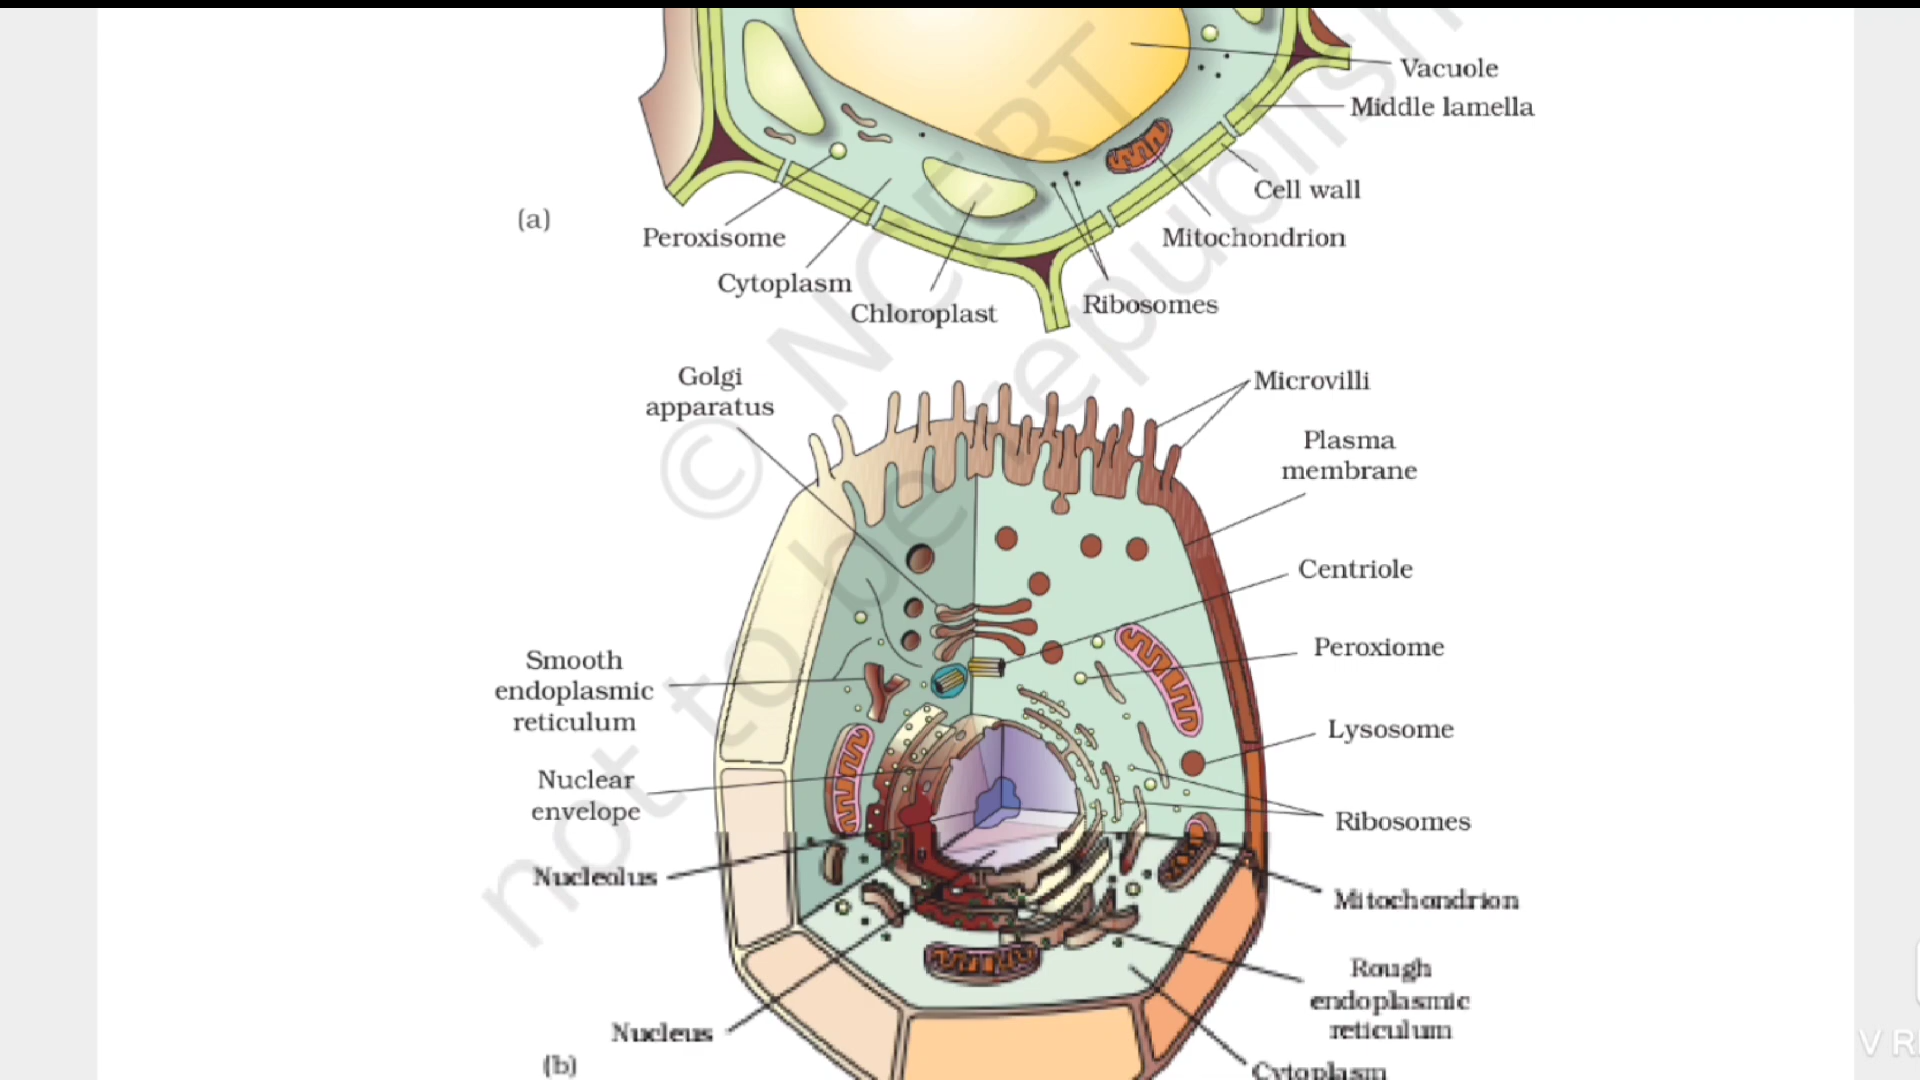 Vacuole
Middle lamella
Cell wall
(a)
Peroxisome
Mitochondrion
Cytoplasm
Chloroplast
Ribosomes
© NCERT
not to be republish
Golgi
apparatus
Microvilli
Plasma
membrane
Centriole
Smooth
endoplasmic
reticulum
Peroxiome
Lysosome
Nuclear
envelope
Ribosomes
Nucleolus
Mitochondrion
Rough
endoplasmic
reticulum
Nucleus
(b)
Cytoplasm